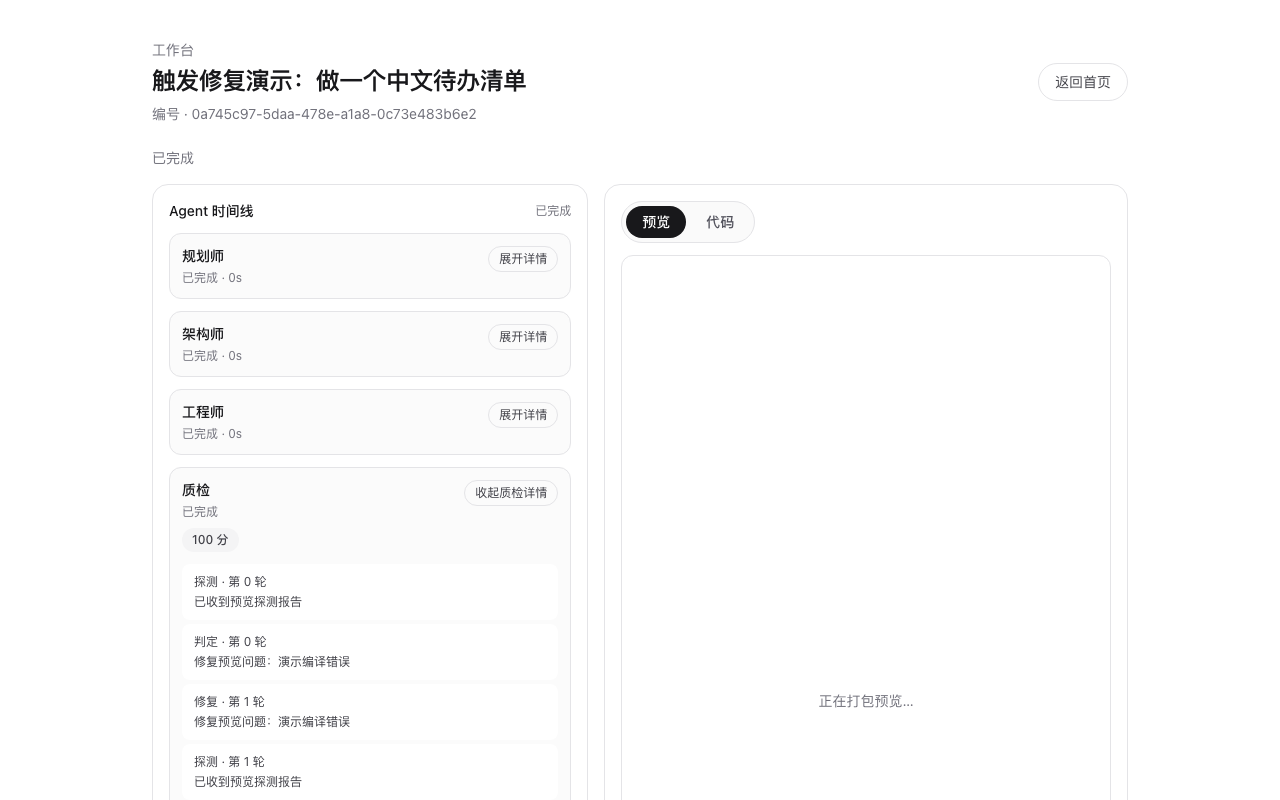 工作台
触发修复演示：做一个中文待办清单
编号 · 0a745c97-5daa-478e-a1a8-0c73e483b6e2
返回首页
已完成
Agent 时间线
已完成
规划师
已完成 · 0s
展开详情
架构师
已完成 · 0s
展开详情
工程师
已完成 · 0s
展开详情
质检
已完成
收起质检详情
100 分
探测 · 第 0 轮
已收到预览探测报告
判定 · 第 0 轮
修复预览问题：演示编译错误
修复 · 第 1 轮
修复预览问题：演示编译错误
探测 · 第 1 轮
已收到预览探测报告
预览
代码
正在打包预览...